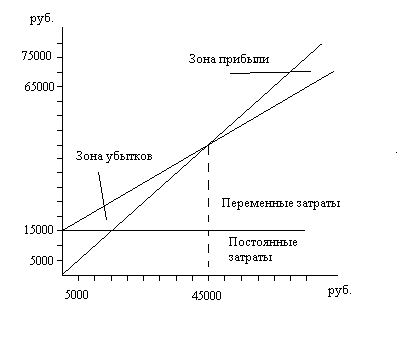 руб.
75000
Зона прибыли
65000
Зона убытков
Переменные затраты
15000
Постоянные
затраты
5000
5000
45000
руб.